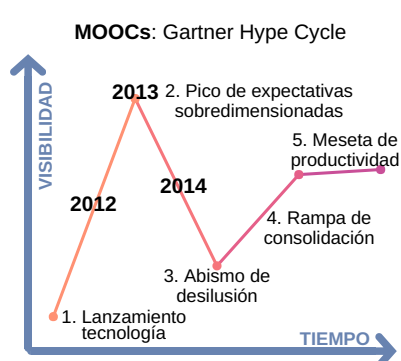 MOOCs: Gartner Hype Cycle
VISIBILIDAD
2013
2. Pico de expectativas
sobredimensionadas
5. Meseta de
productividad
2014
2012
4. Rampa de
consolidación
3. Abismo de
desilusión
1. Lanzamiento
tecnología
TIEMPO